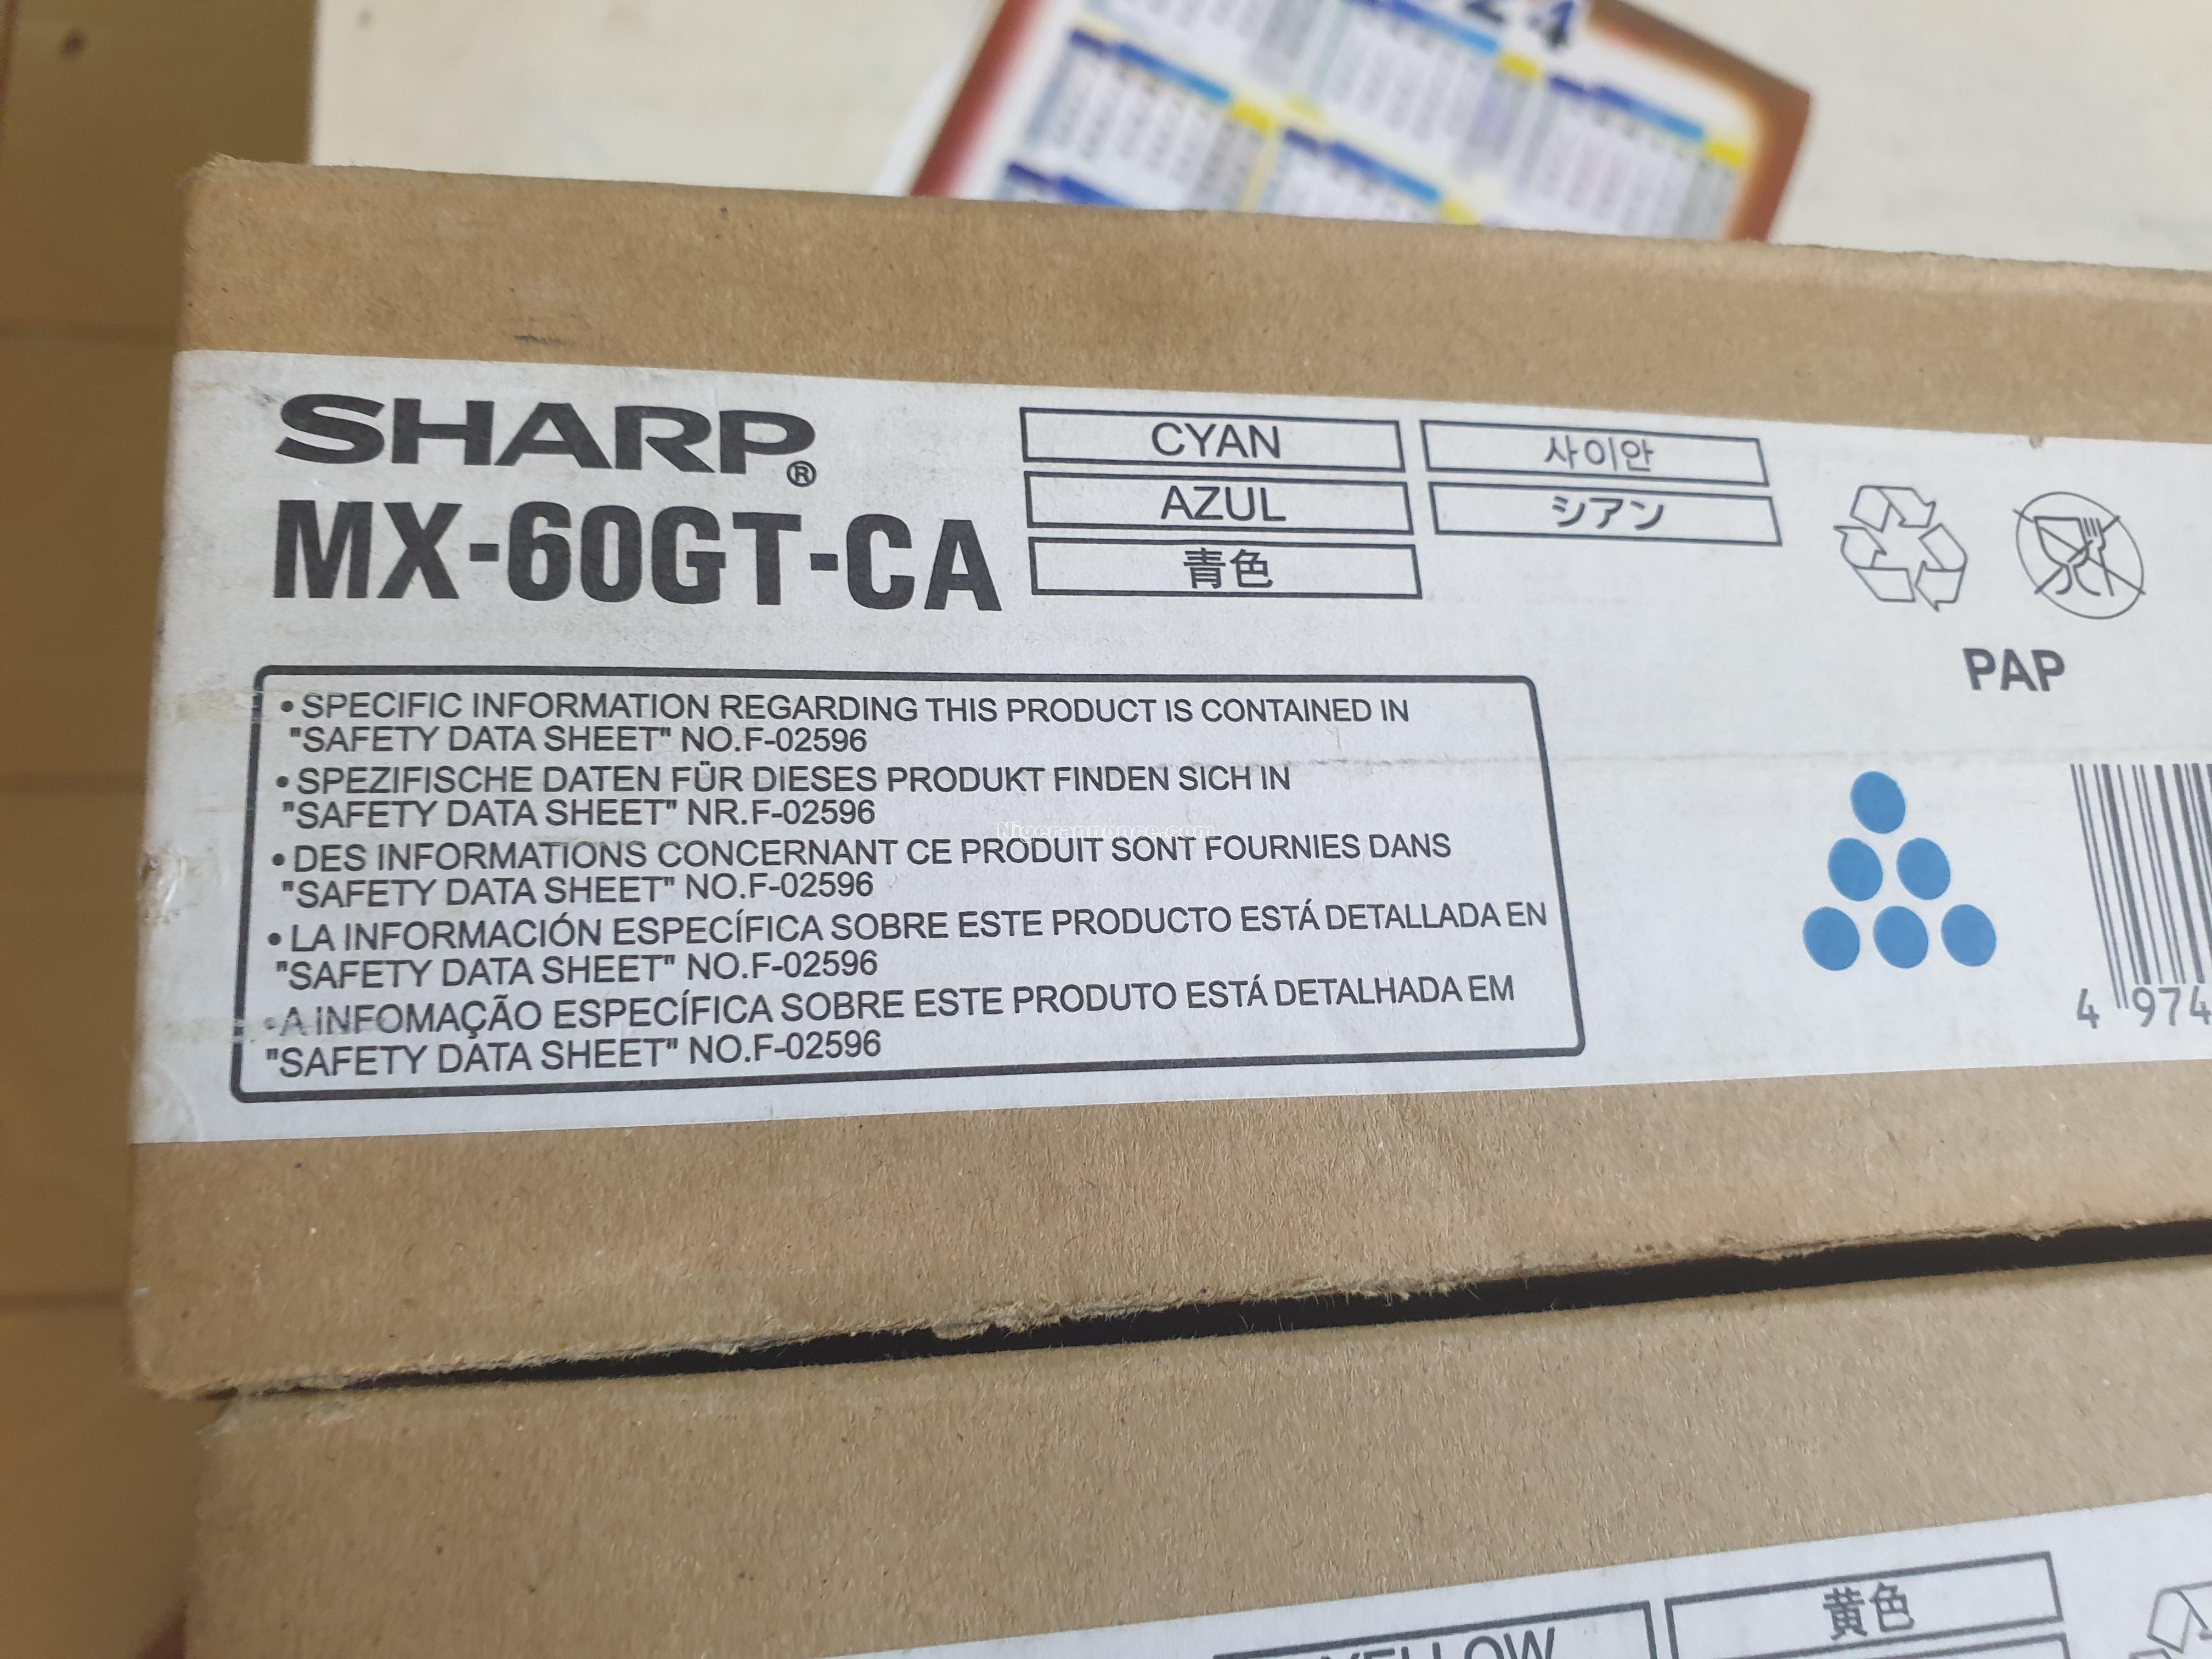 24
SHARP®
MX-60GT-CA
CYAN
사이안
AZUL
シアン
青色
PAP
• SPECIFIC INFORMATION REGARDING THIS PRODUCT IS CONTAINED IN
"SAFETY DATA SHEET" NO.F-02596
• SPEZIFISCHE DATEN FÜR DIESES PRODUKT FINDEN SICH IN
"SAFETY DATA SHEET" NR.F-02596
• DES INFORMATIONS CONCERNANT CE PRODUIT SONT FOURNIES DANS
"SAFETY DATA SHEET" NO.F-02596
• LA INFORMACIÓN ESPECÍFICA SOBRE ESTE PRODUCTO ESTÁ DETALLADA EN
"SAFETY DATA SHEET" NO.F-02596
• A INFOMAÇÃO ESPECÍFICA SOBRE ESTE PRODUTO ESTÁ DETALHADA EM
"SAFETY DATA SHEET" NO.F-02596
Nigerannonce.com
4 974
YELLOW
黄色